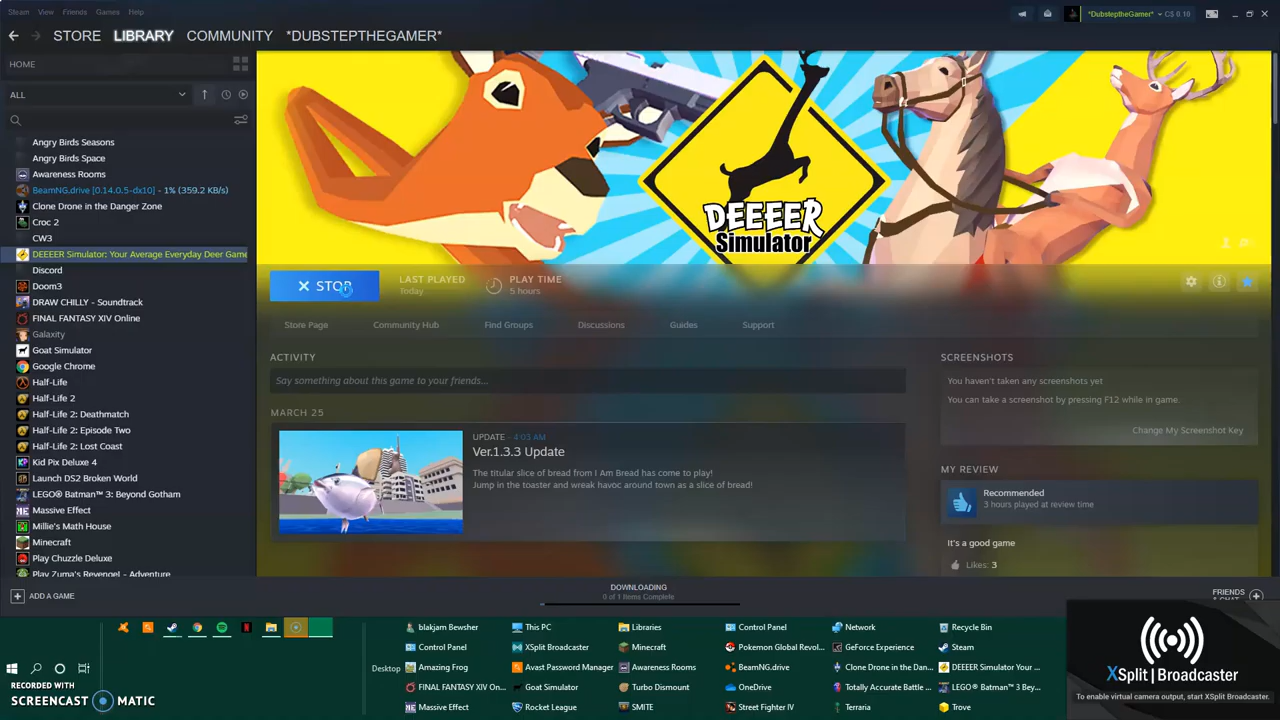 Steam View Friends Games Help
*DubsteptheGamer* C$ 0.10
STORE LIBRARY COMMUNITY *DUBSTEPTHEGAMER*
HOME
ALL
Angry Birds Seasons
Angry Birds Space
Awareness Rooms
BeamNG.drive [0.14.0.5-dx10] - 1% (359.2 KB/s)
Clone Drone in the Danger Zone
Croc 2
CW3
DEEEER Simulator: Your Average Everyday Deer Game
Discord
Doom3
DRAW CHILLY - Soundtrack
FINAL FANTASY XIV Online
Galaxity
Goat Simulator
Google Chrome
Half-Life
Half-Life 2
Half-Life 2: Deathmatch
Half-Life 2: Episode Two
Half-Life 2: Lost Coast
Kid Pix Deluxe 4
Launch DS2 Broken World
LEGO® Batman™ 3: Beyond Gotham
Massive Effect
Millie's Math House
Minecraft
Play Chuzzle Deluxe
Play Zuma's Revenge! - Adventure
ADD A GAME
DEEEER
Simulator
STOP
LAST PLAYED
Today
PLAY TIME
5 hours
Store Page Community Hub Find Groups Discussions Guides Support
ACTIVITY
Say something about this game to your friends...
MARCH 25
UPDATE - 4:03 AM
Ver.1.3.3 Update
The titular slice of bread from I Am Bread has come to play!
Jump in the toaster and wreak havoc around town as a slice of bread!
SCREENSHOTS
You haven't taken any screenshots yet
You can take a screenshot by pressing F12 while in game.
Change My Screenshot Key
MY REVIEW
Recommended
3 hours played at review time
It's a good game
Likes: 3
DOWNLOADING
0 of 1 Items Complete
FRIENDS
& CHAT
Desktop
blakjam Bewsher This PC Libraries Control Panel Network Recycle Bin
Control Panel XSplit Broadcaster Minecraft Pokemon Global Revol... GeForce Experience Steam
Amazing Frog Avast Password Manager Awareness Rooms BeamNG.drive Clone Drone in the Dan... DEEEER Simulator Your ...
FINAL FANTASY XIV On... Goat Simulator Turbo Dismount OneDrive Totally Accurate Battle ... LEGO® Batman™ 3 Bey...
Massive Effect Rocket League SMITE Street Fighter IV Terraria Trove
RECORDED WITH
SCREENCAST MATIC
XSplit|Broadcaster
To enable virtual camera output, start XSplit Broadcaster.